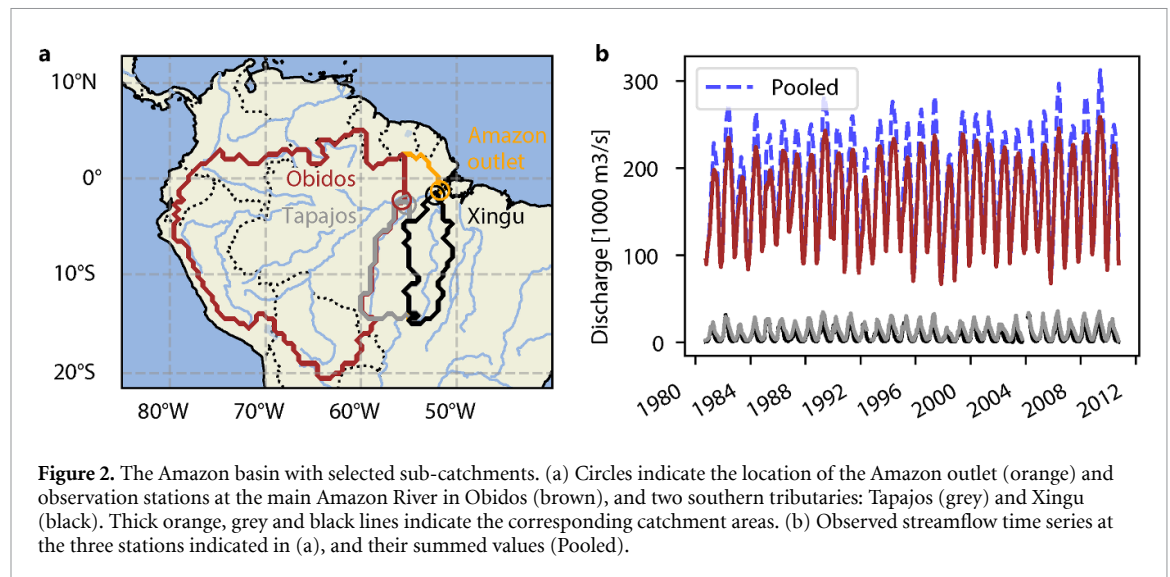 a
10°N
0°
10°S
20°S
Amazon
outlet
Obidos
Tapajos
Xingu
80°W 70°W 60°W 50°W
b
Discharge [1000 m3/s]
300
200
100
0
Pooled
1980 1984 1988 1992 1996 2000 2004 2008 2012
Figure 2. The Amazon basin with selected sub-catchments. (a) Circles indicate the location of the Amazon outlet (orange) and
observation stations at the main Amazon River in Obidos (brown), and two southern tributaries: Tapajos (grey) and Xingu
(black). Thick orange, grey and black lines indicate the corresponding catchment areas. (b) Observed streamflow time series at
the three stations indicated in (a), and their summed values (Pooled).